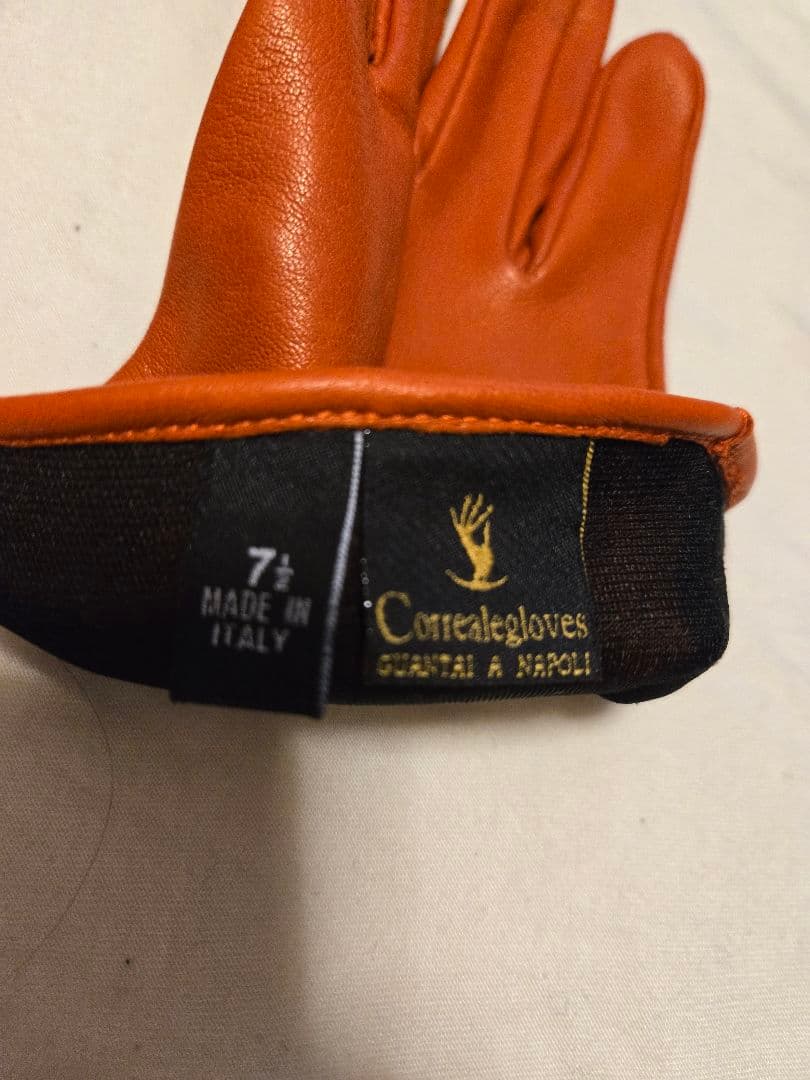 7½
MADE IN
ITALY
Correalegloves
GUANTAI A NAPOLI